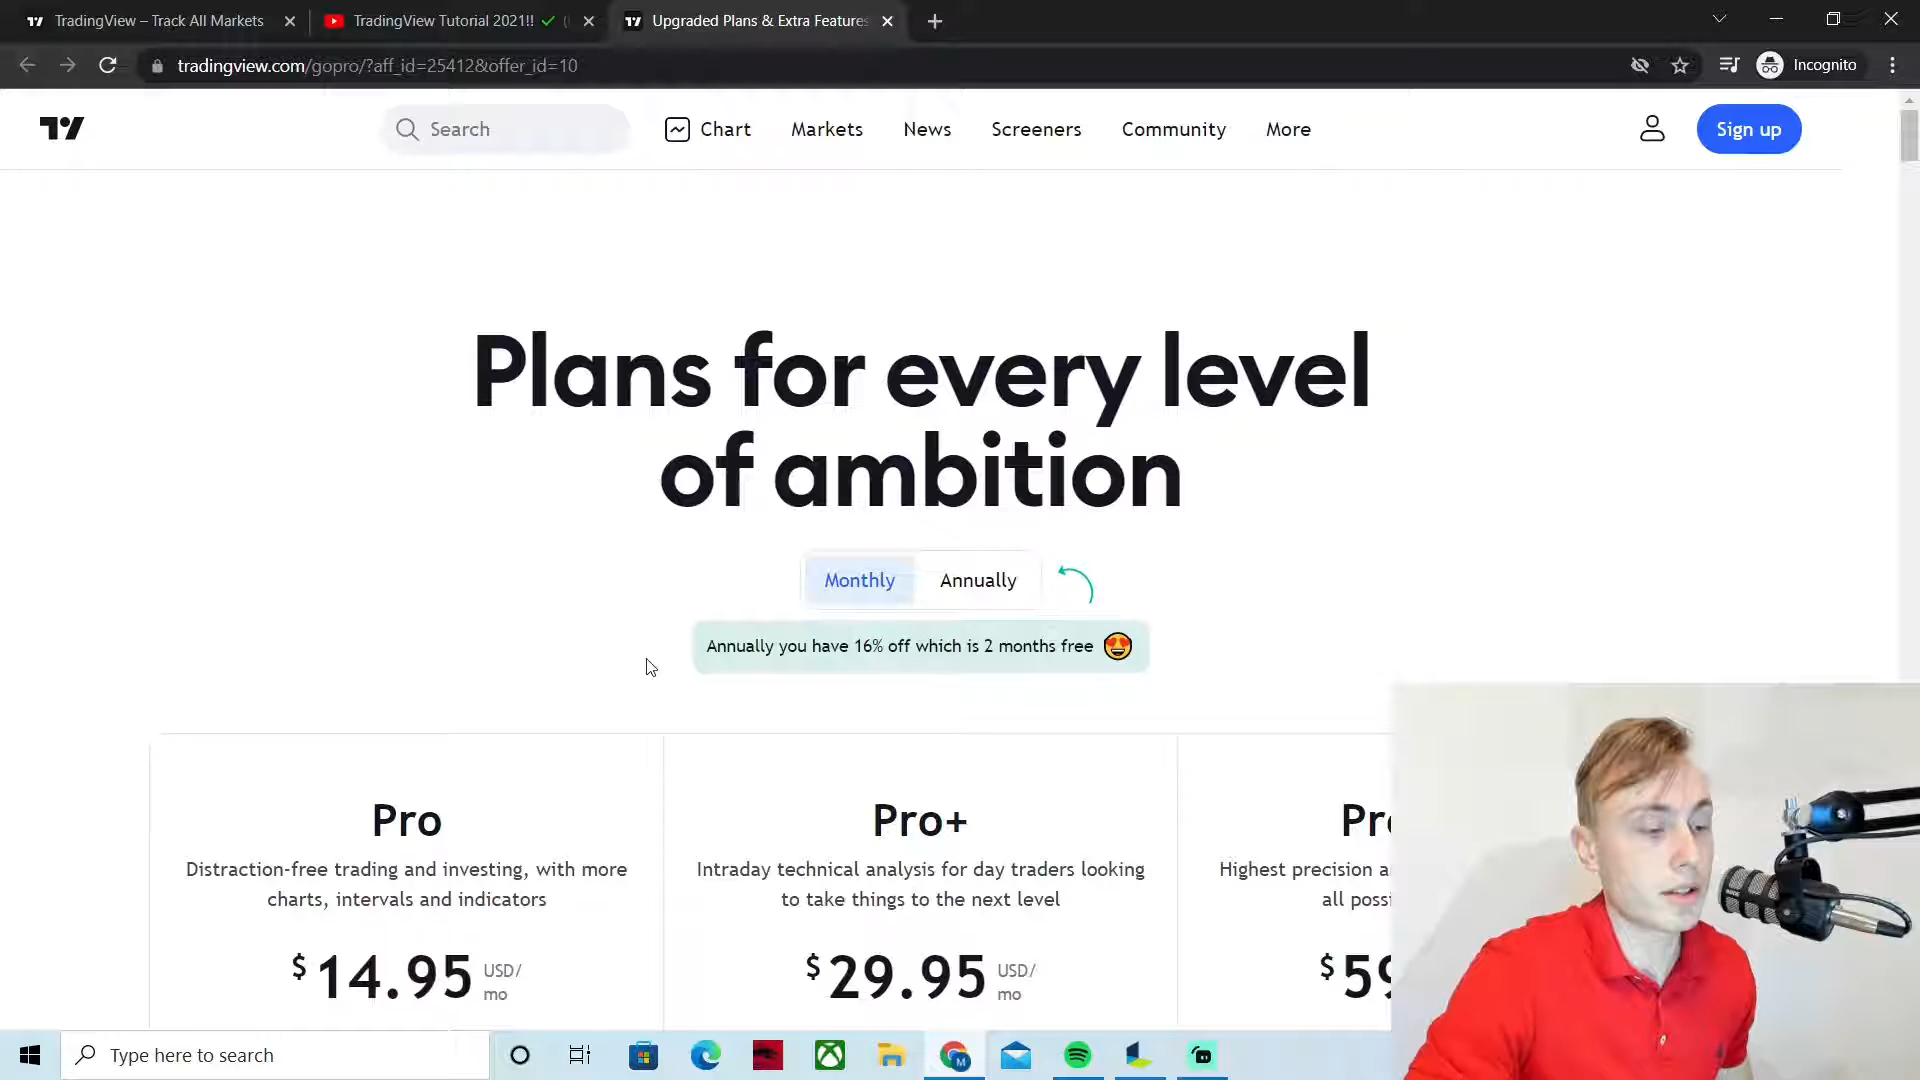 TradingView – Track All Markets
TradingView Tutorial 2021!!
Upgraded Plans & Extra Features
tradingview.com/gopro/?aff_id=25412&offer_id=10
Incognito
Search
Chart
Markets
News
Screeners
Community
More
Sign up
Plans for every level
of ambition
Monthly
Annually
Annually you have 16% off which is 2 months free
Pro
Distraction-free trading and investing, with more
charts, intervals and indicators
$14.95 USD/
mo
Pro+
Intraday technical analysis for day traders looking
to take things to the next level
$29.95 USD/
mo
Pr
Highest precision a
all possi
$59
Type here to search